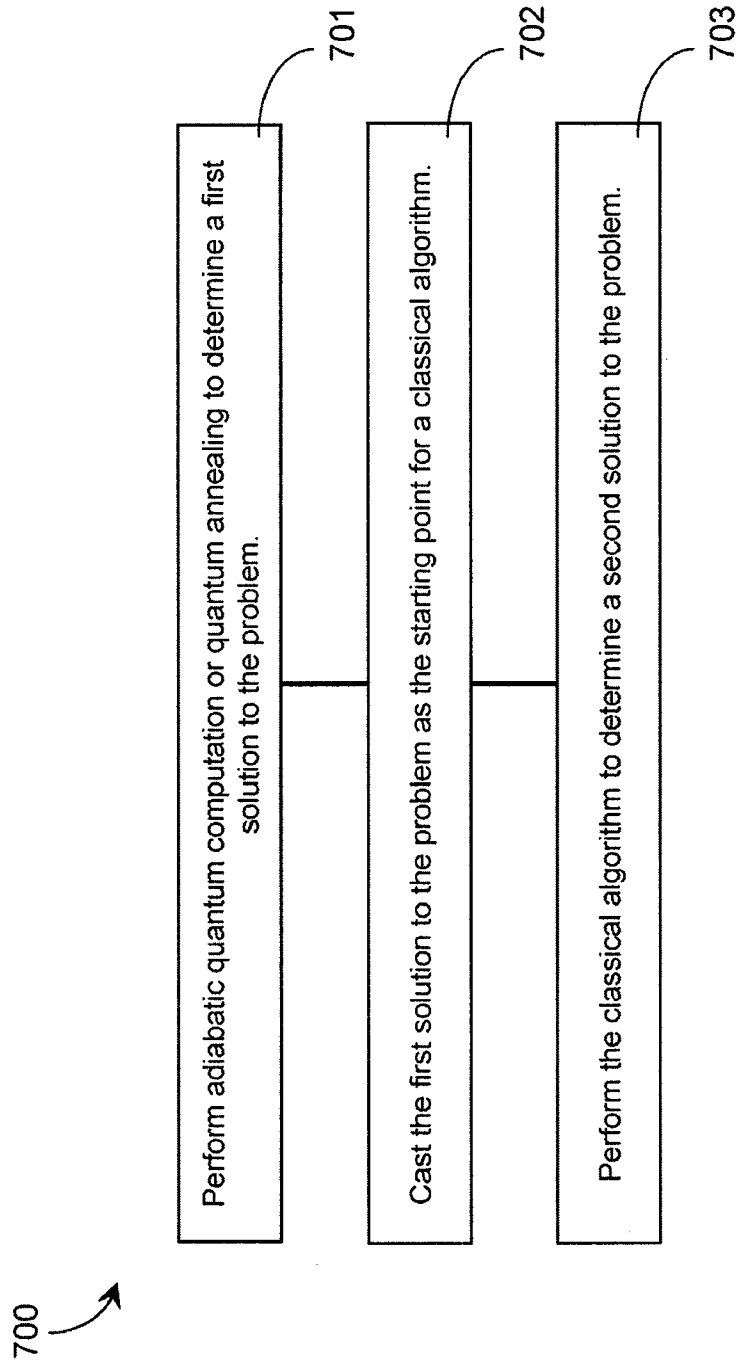 700
Perform adiabatic quantum computation or quantum annealing to determine a first
solution to the problem.
701
Cast the first solution to the problem as the starting point for a classical algorithm.
702
Perform the classical algorithm to determine a second solution to the problem.
703